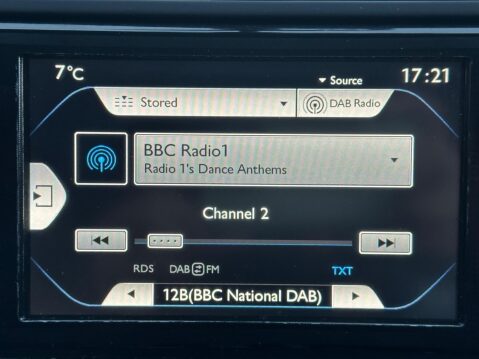 7°C
Source
17:21
Stored
DAB Radio
BBC Radio1
Radio 1's Dance Anthems
Channel 2
RDS DAB FM TXT
12B(BBC National DAB)